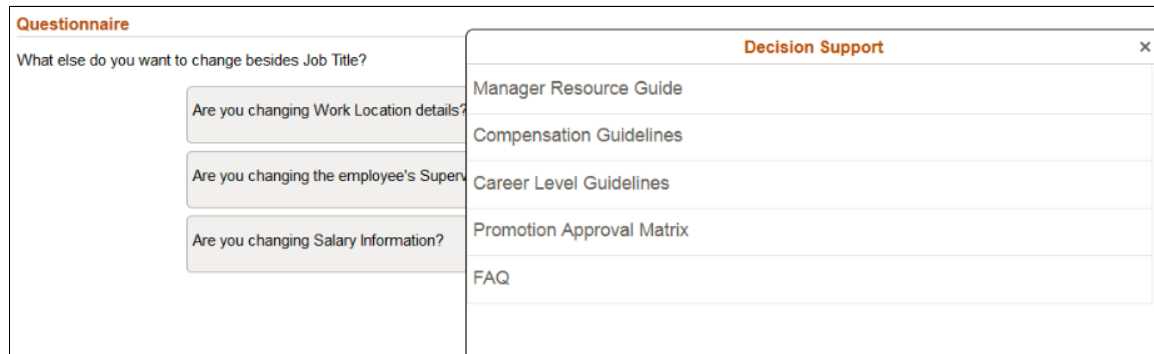 Questionnaire
What else do you want to change besides Job Title?
Are you changing Work Location details?
Are you changing the employee's
Are you changing Salary Information?
Decision Support
×
Manager Resource Guide
Compensation Guidelines
Career Level Guidelines
Promotion Approval Matrix
FAQ